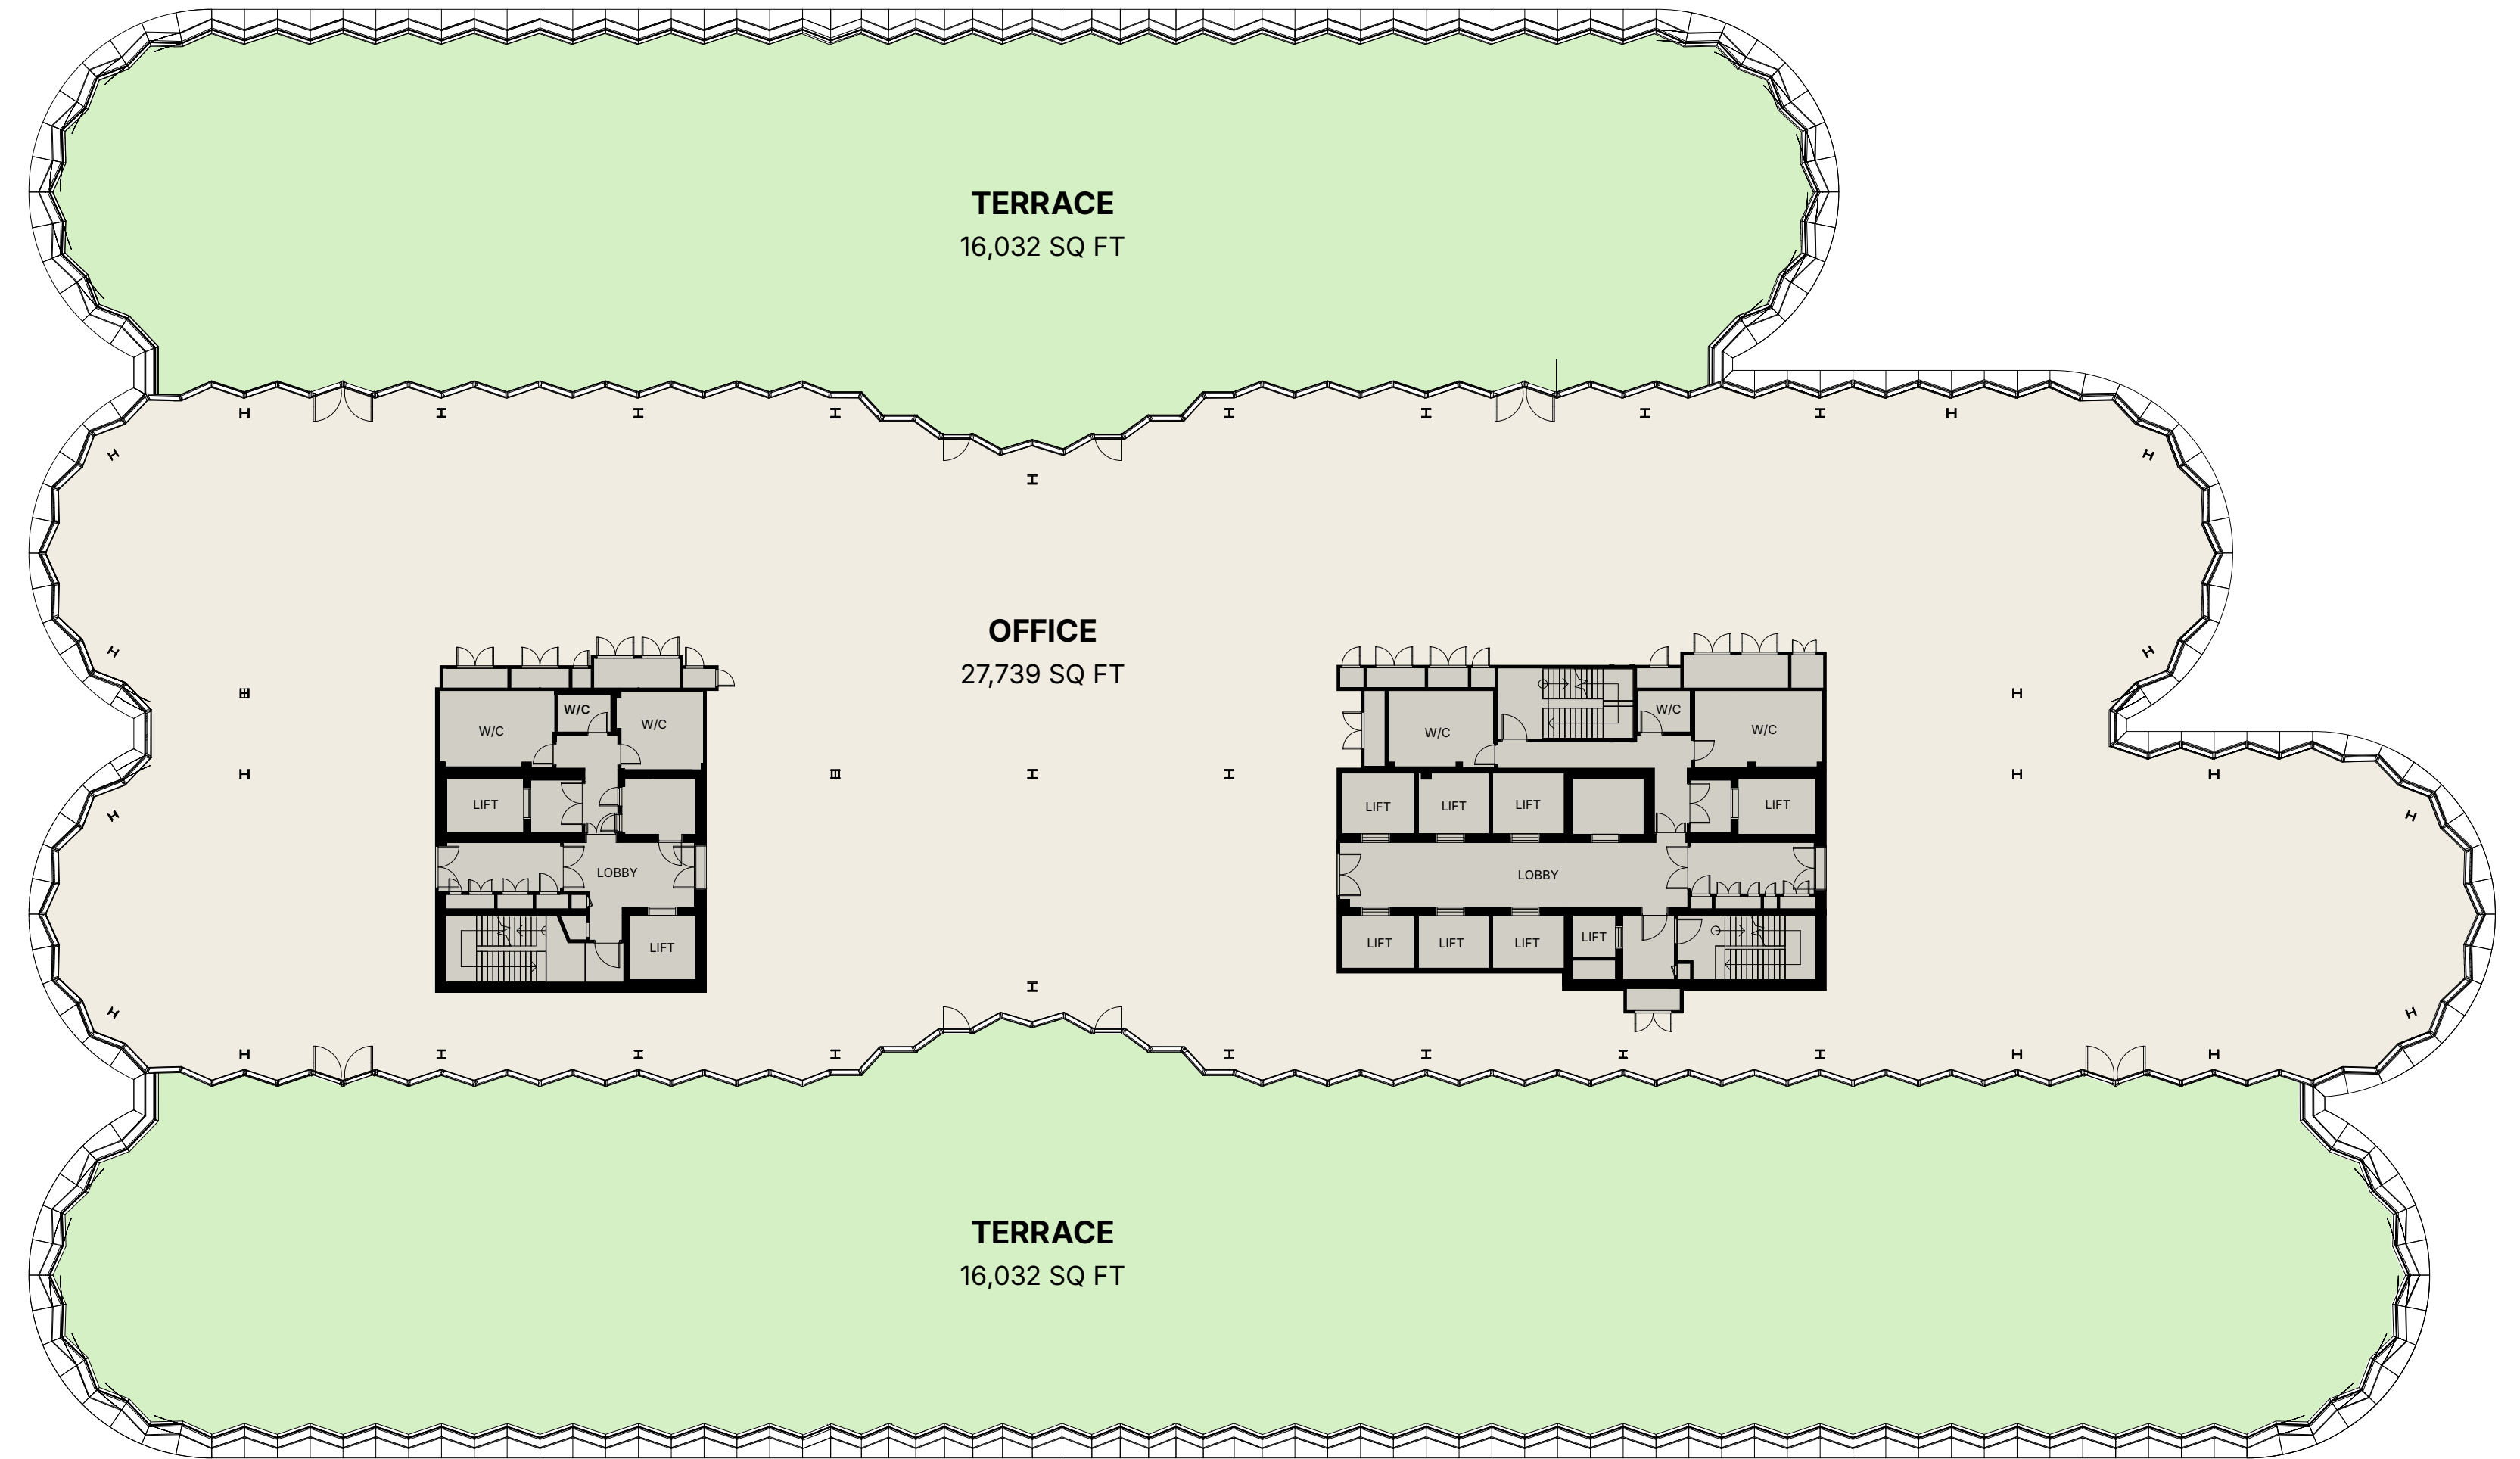 TERRACE
16,032 SQ FT
OFFICE
27,739 SQ FT
W/C
W/C
W/C
LIFT
LOBBY
LIFT
W/C
W/C
W/C
LIFT
LIFT
LIFT
LIFT
LOBBY
LIFT
LIFT
LIFT
LIFT
TERRACE
16,032 SQ FT